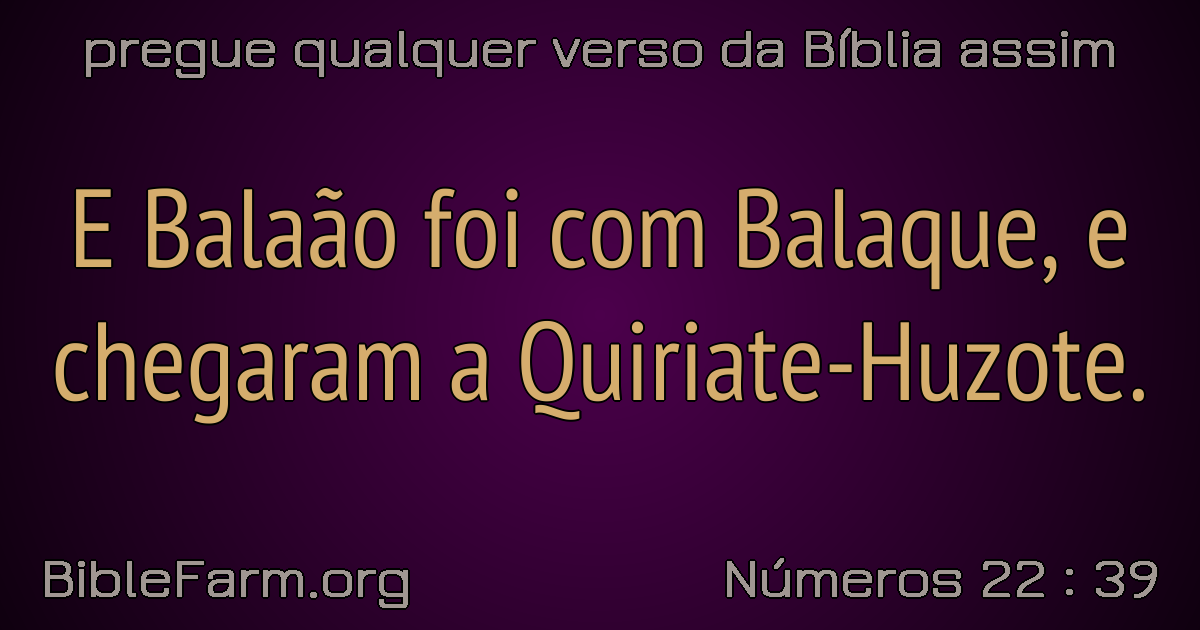 pregue qualquer verso da Bíblia assim
E Balaão foi com Balaque, e
chegaram a Quiriate-Huzote.
BibleFarm.org
Números 22 : 39